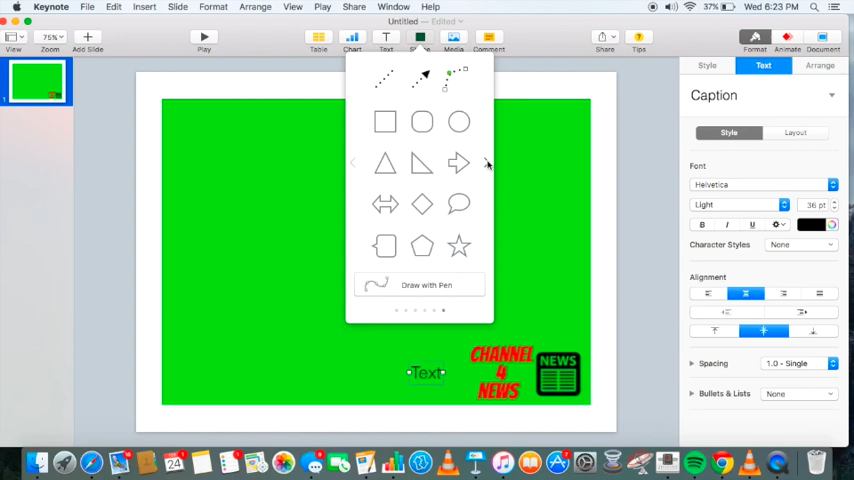 Keynote File Edit Insert Slide Format Arrange View Play Share Window Help 37% Wed 6:23 PM
Untitled — Edited
75%
View Zoom Add Slide Play Table Chart Text Media Comment Share Tips Format Animate Document
Style Text Arrange
1
Caption
Style Layout
Font
Helvetica
Light 36 pt
B I U
Character Styles None
Alignment
Draw with Pen
Spacing 1.0 - Single
Bullets & Lists None
Text
CHANNEL
4
NEWS
NEWS